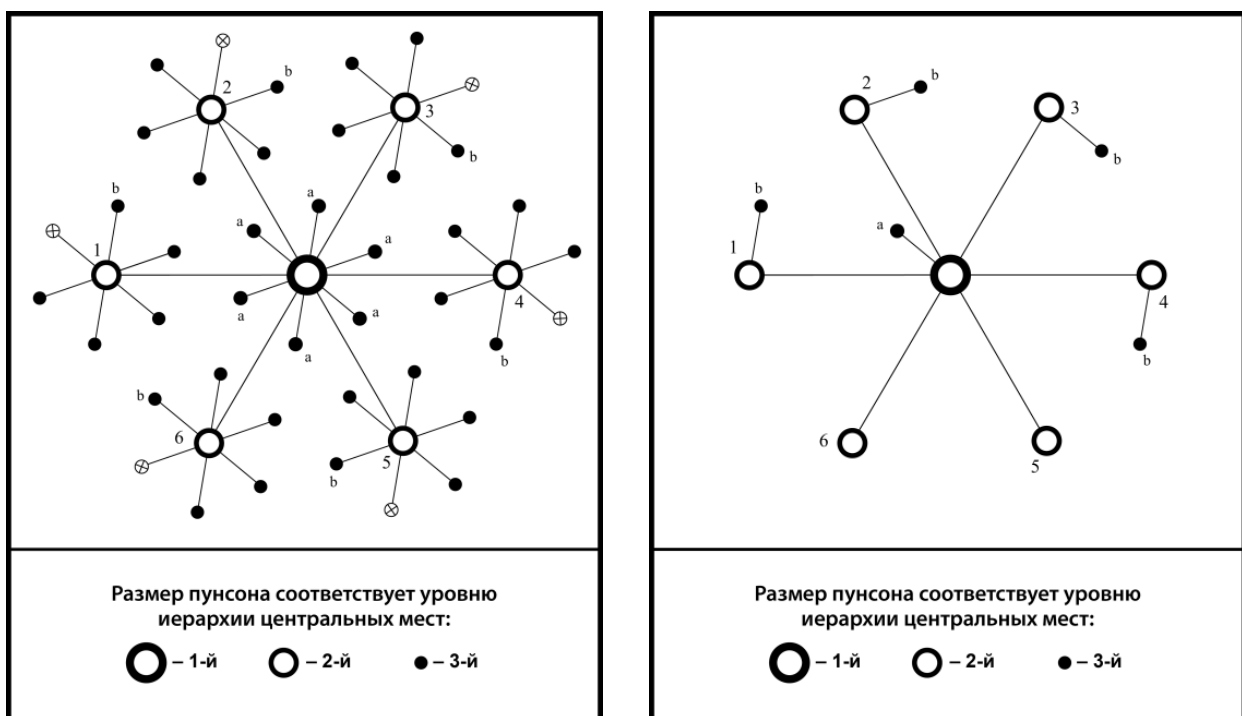 2
b
3
b
a
b
a
a
1
4
a
a
a
b
b
6
5
b
Размер пунсона соответствует уровню
иерархии центральных мест:
– 1-й – 2-й – 3-й
b
2
3
b
b
a
1
4
b
6
5
Размер пунсона соответствует уровню
иерархии центральных мест:
– 1-й – 2-й – 3-й